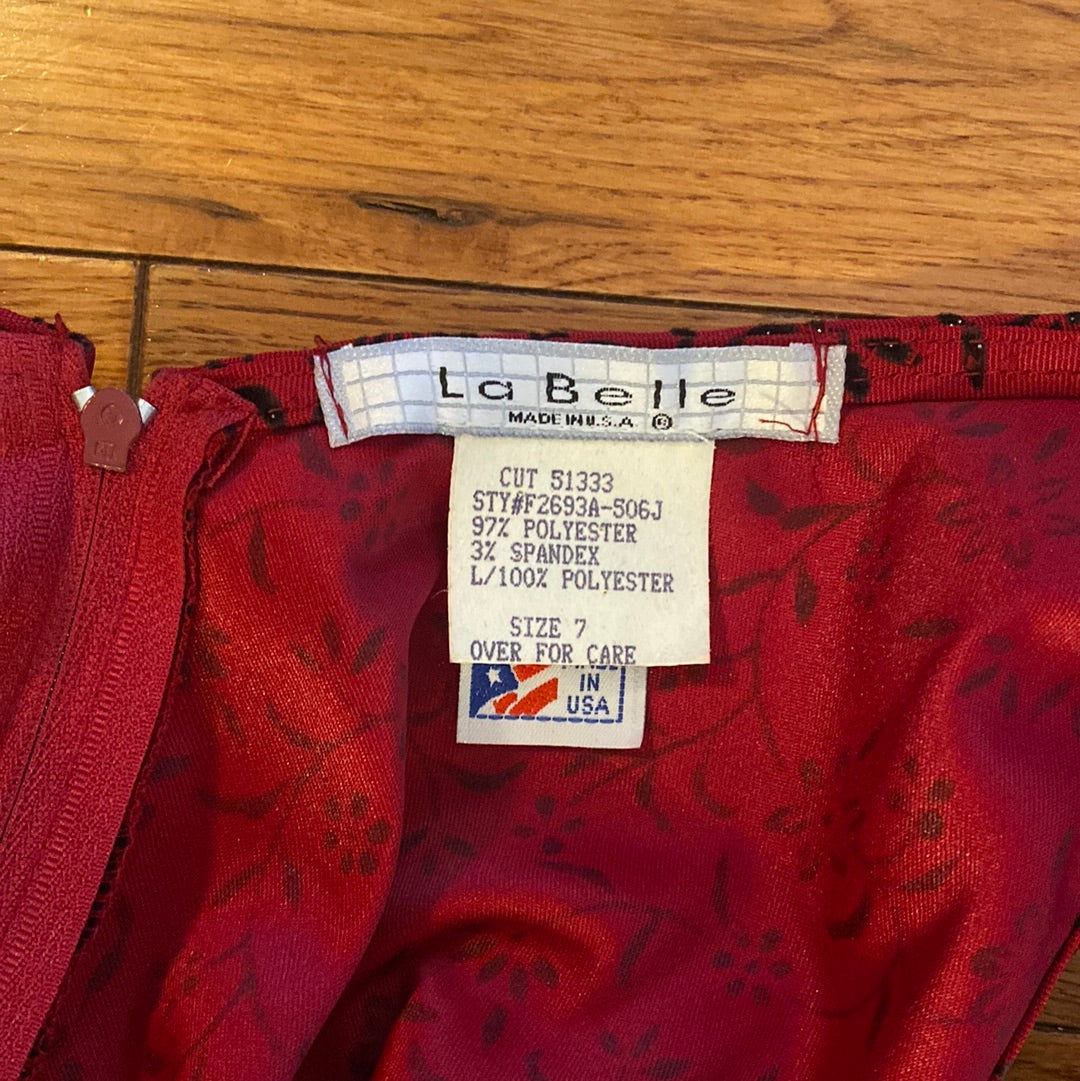 La Belle
MADE IN U.S.A
CUT 51333
STY#F2693A-506J
97% POLYESTER
3% SPANDEX
L/100% POLYESTER
SIZE 7
OVER FOR CARE
IN
USA